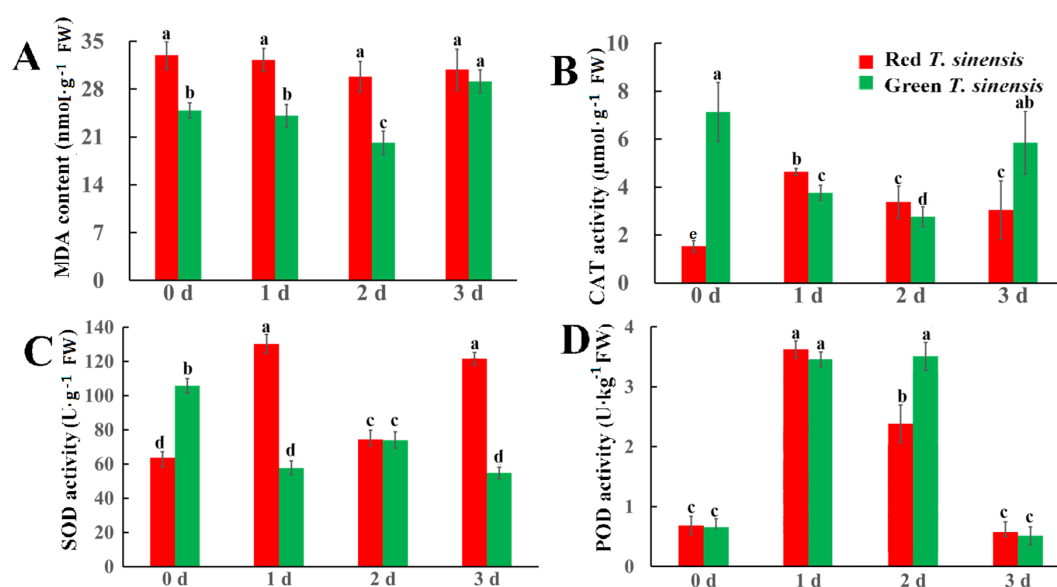 A
MDA content (nmol·g-1 FW)
35
28
21
14
7
0
a
b
a
b
a
c
a
a
0 d
1 d
2 d
3 d
B
CAT activity (μmol·g-1 FW)
10
8
6
4
2
0
Red T. sinensis
Green T. sinensis
e
a
b
c
c
d
c
ab
0 d
1 d
2 d
3 d
C
SOD activity (U·g-1 FW)
140
120
100
80
60
40
20
0
d
b
a
d
c
c
a
d
0 d
1 d
2 d
3 d
D
POD activity (U·kg-1FW)
4
3
2
1
0
c
c
a
a
b
a
c
c
0 d
1 d
2 d
3 d